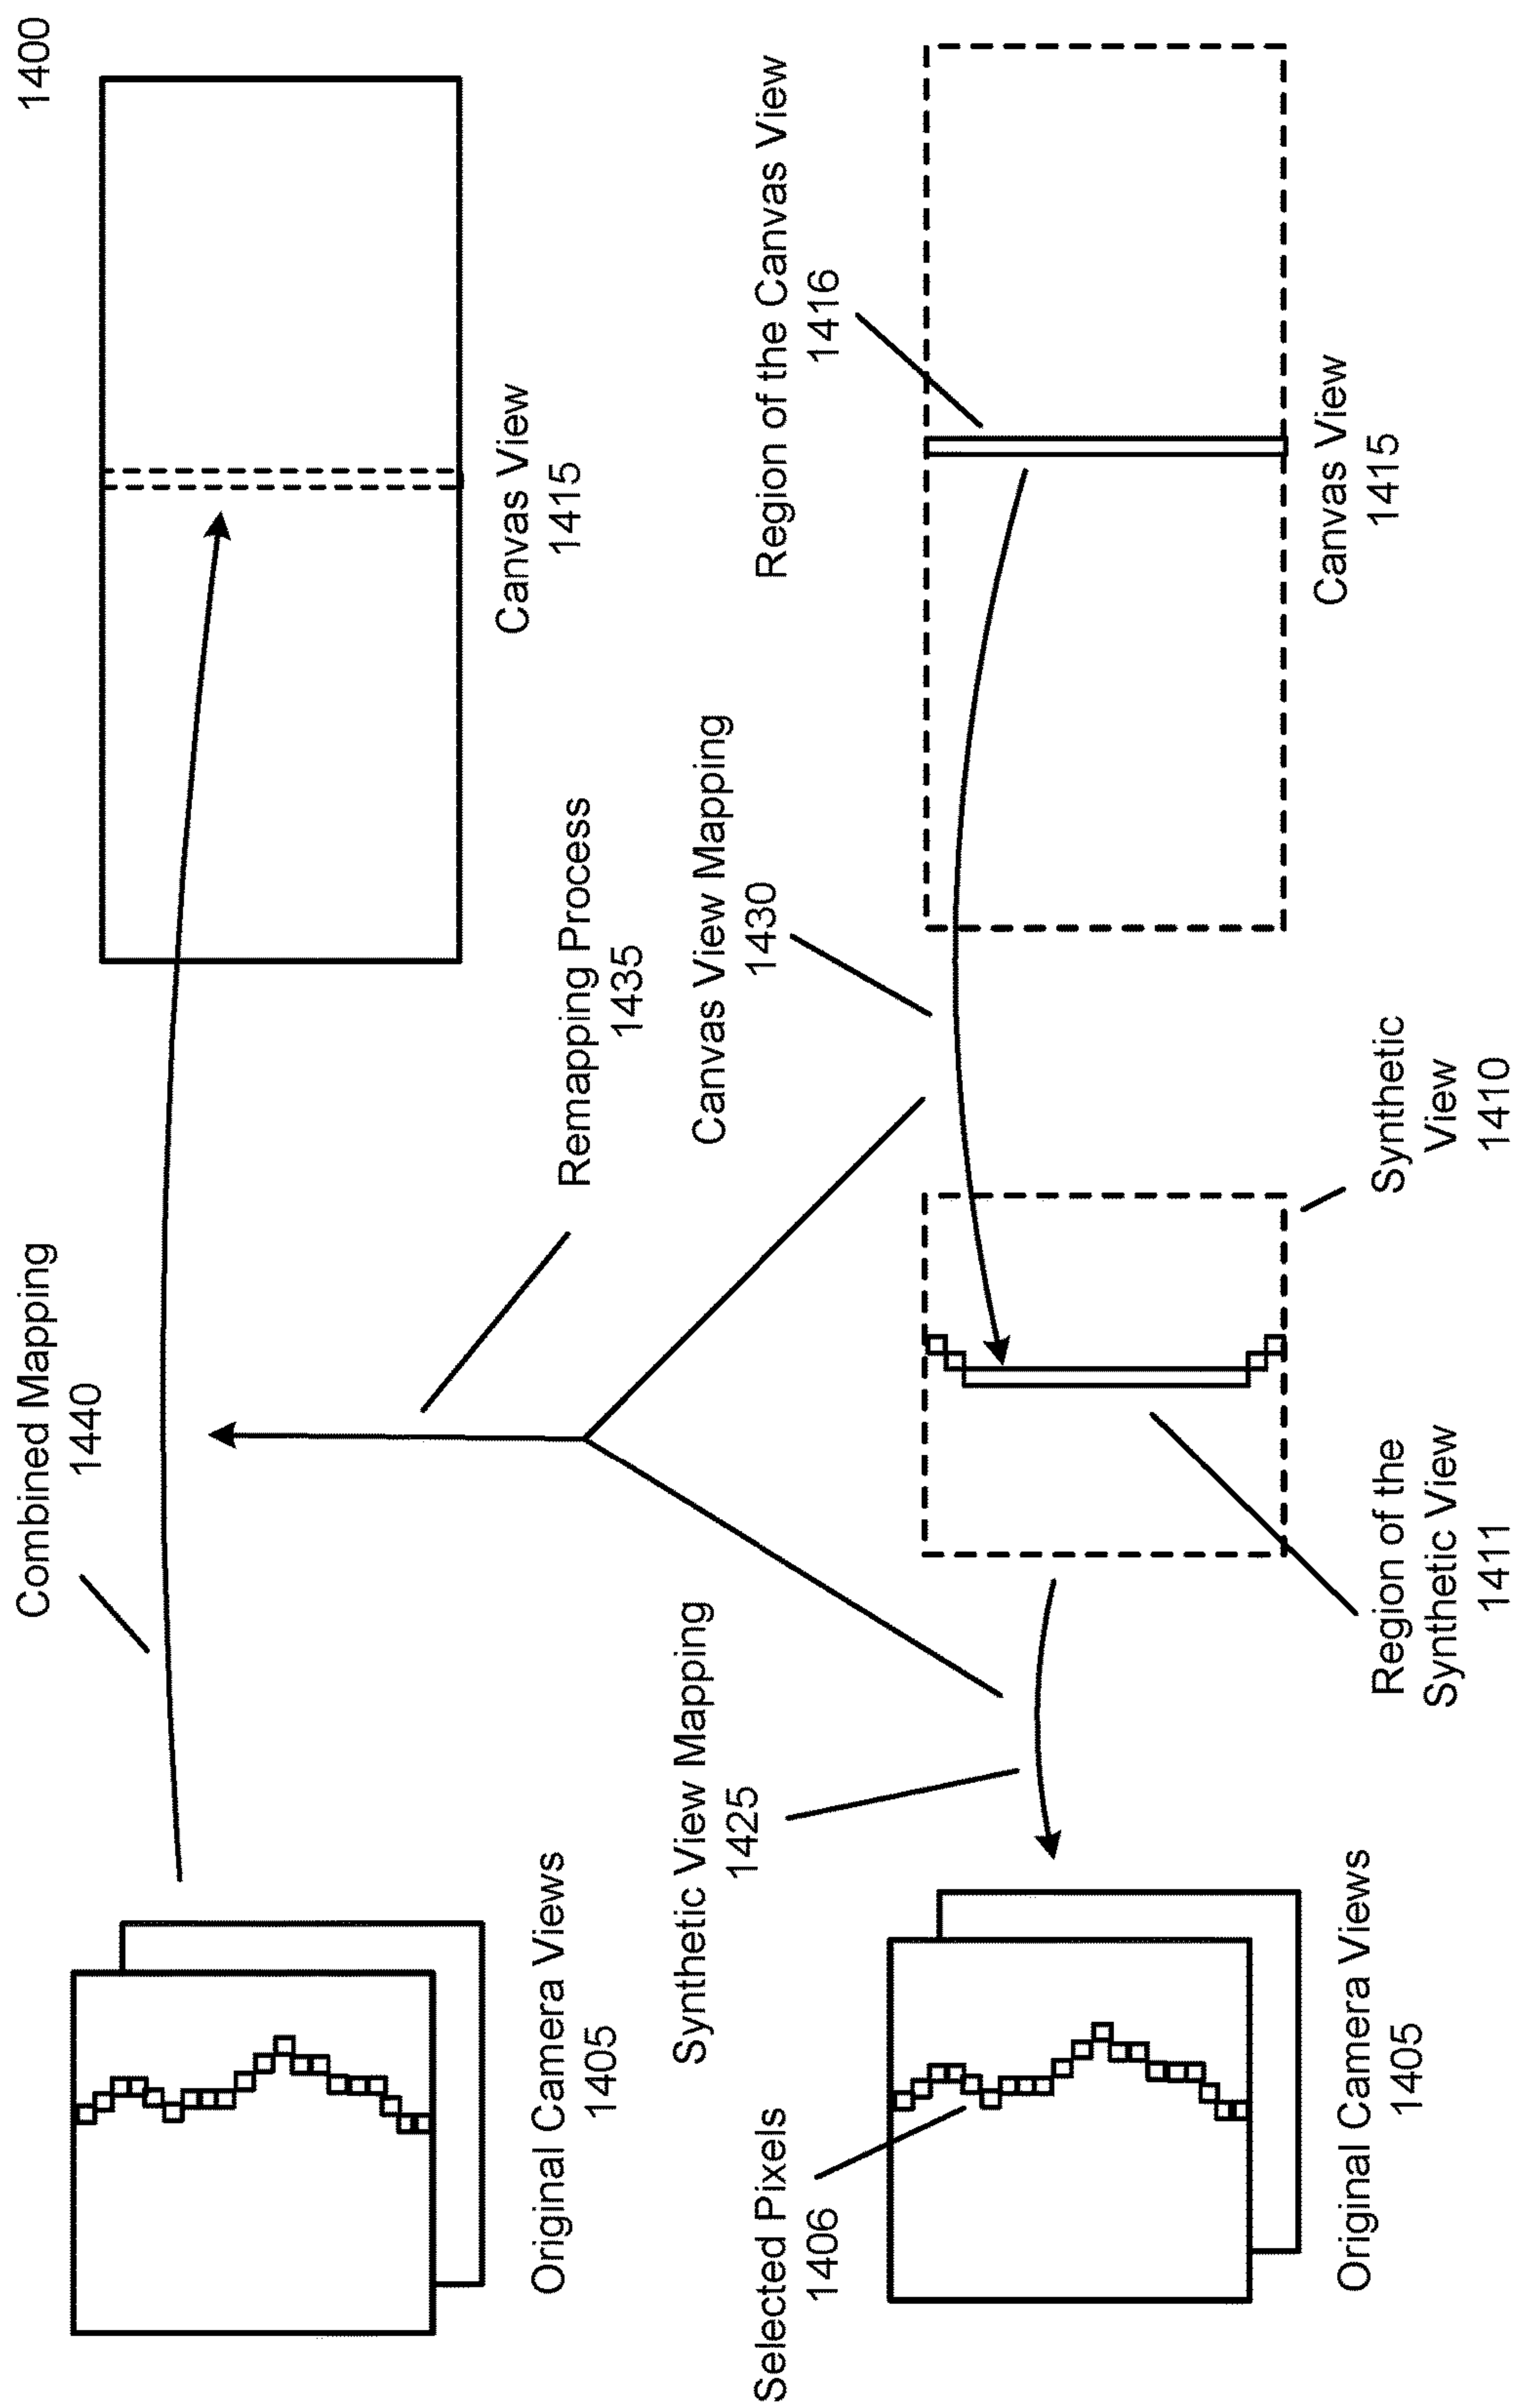 1400
Combined Mapping
1440
Original Camera Views
1405
Canvas View
1415
Remapping Process
1435
Synthetic View Mapping
1425
Canvas View Mapping
1430
Region of the Canvas View
1416
Selected Pixels
1406
Original Camera Views
1405
Region of the
Synthetic View
1411
Synthetic
View
1410
Canvas View
1415